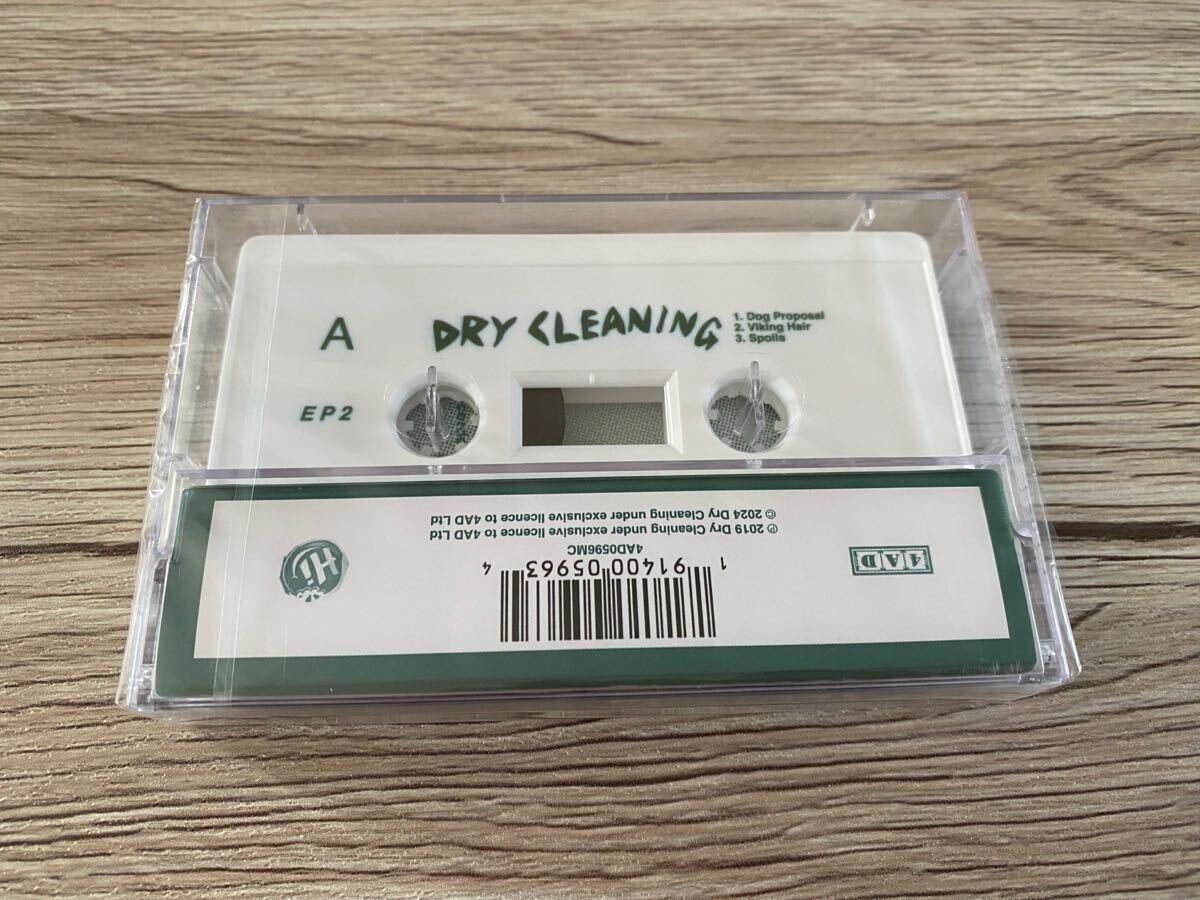 A
DRY CLEANING
1. Dog Proposal
2. Viking Hair
3. Spoils
EP2
℗ 2019 Dry Cleaning under exclusive licence to 4AD Ltd
© 2024 Dry Cleaning under exclusive licence to 4AD Ltd
4AD0596MC
1 91400 05963 4
4AD
Hi!